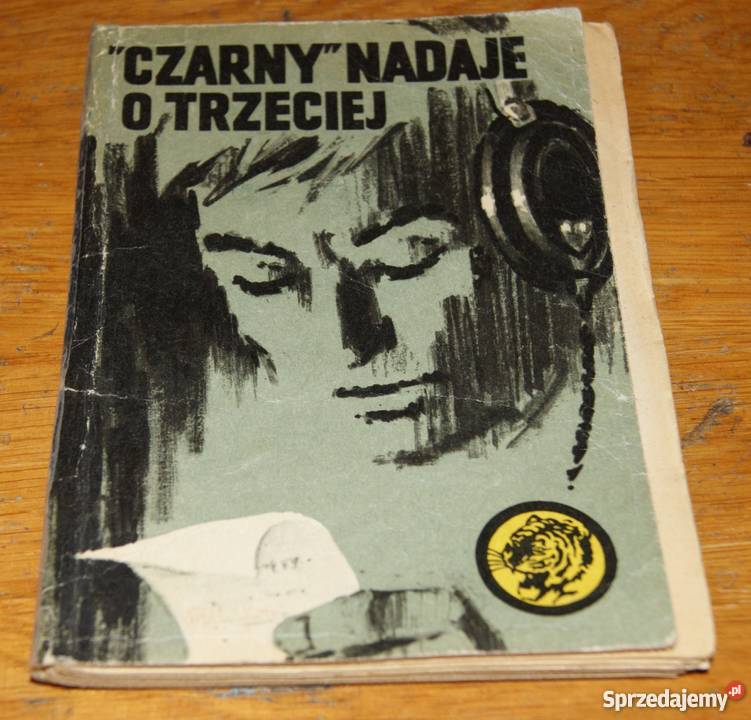 "CZARNY" NADAJE
O TRZECIEJ
Sprzedajemy.pl